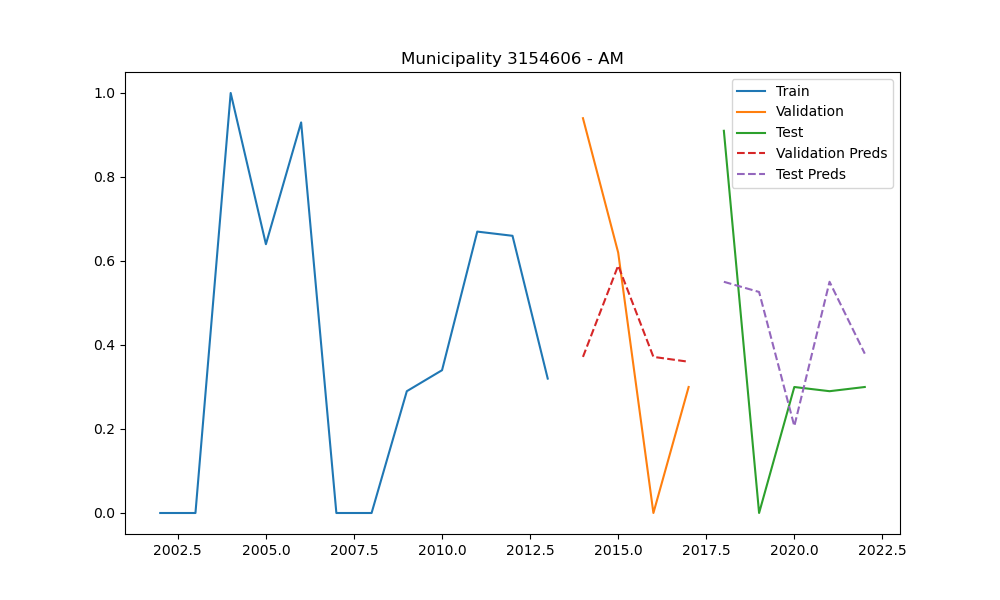 Municipality 3154606 - AM
1.0
0.8
0.6
0.4
0.2
0.0
2002.5 2005.0 2007.5 2010.0 2012.5 2015.0 2017.5 2020.0 2022.5
Train
Validation
Test
Validation Preds
Test Preds